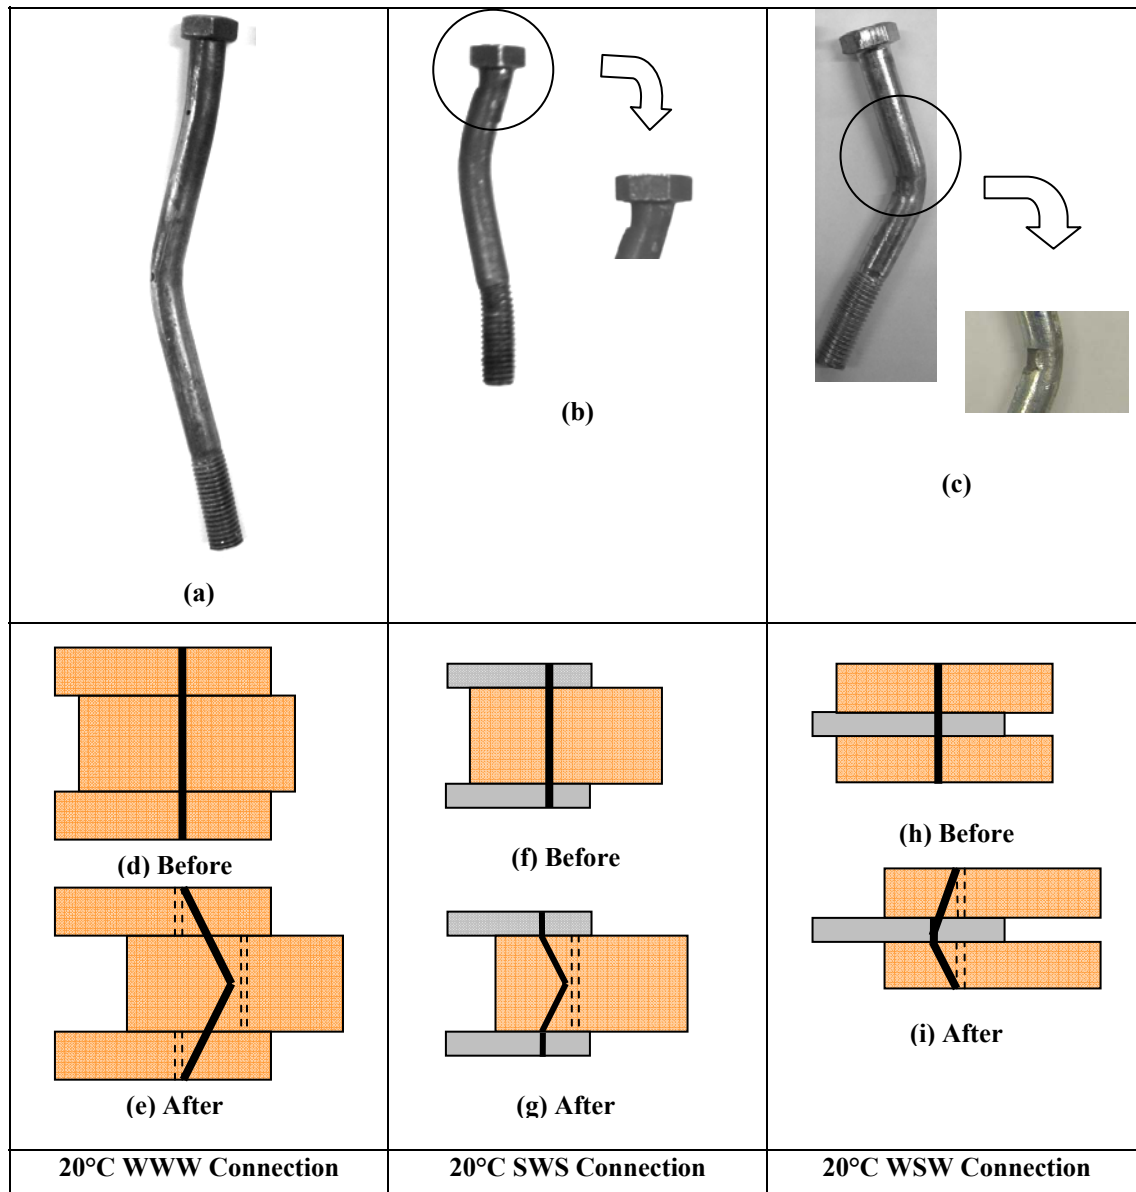 (a)
(b)
(c)
(d) Before
(e) After
(f) Before
(g) After
(h) Before
(i) After
20°C WWW Connection
20°C SWS Connection
20°C WSW Connection